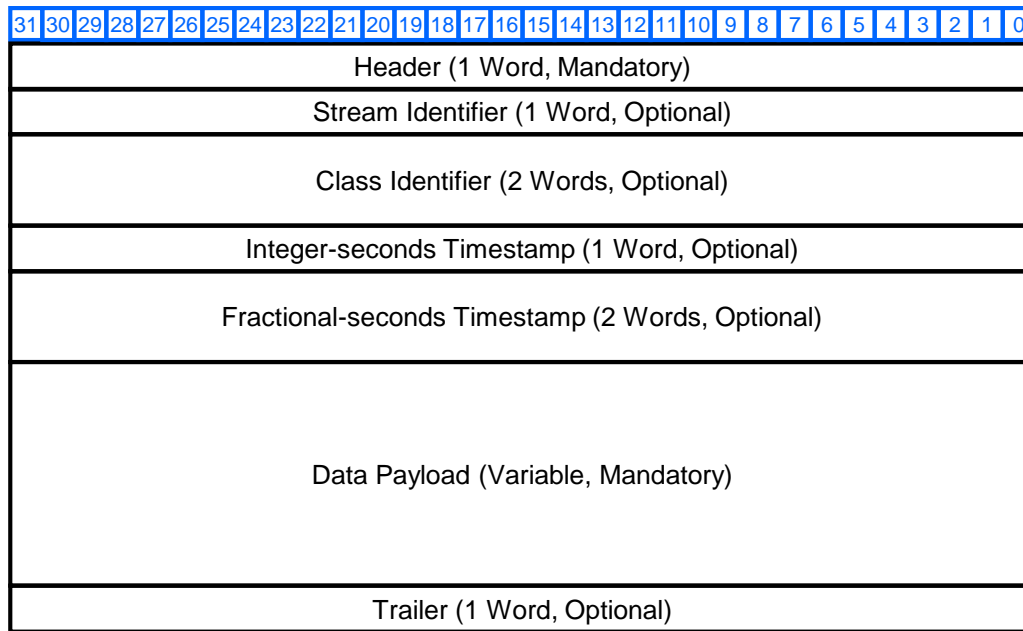 31 30 29 28 27 26 25 24 23 22 21 20 19 18 17 16 15 14 13 12 11 10 9 8 7 6 5 4 3 2 1 0
Header (1 Word, Mandatory)
Stream Identifier (1 Word, Optional)
Class Identifier (2 Words, Optional)
Integer-seconds Timestamp (1 Word, Optional)
Fractional-seconds Timestamp (2 Words, Optional)
Data Payload (Variable, Mandatory)
Trailer (1 Word, Optional)